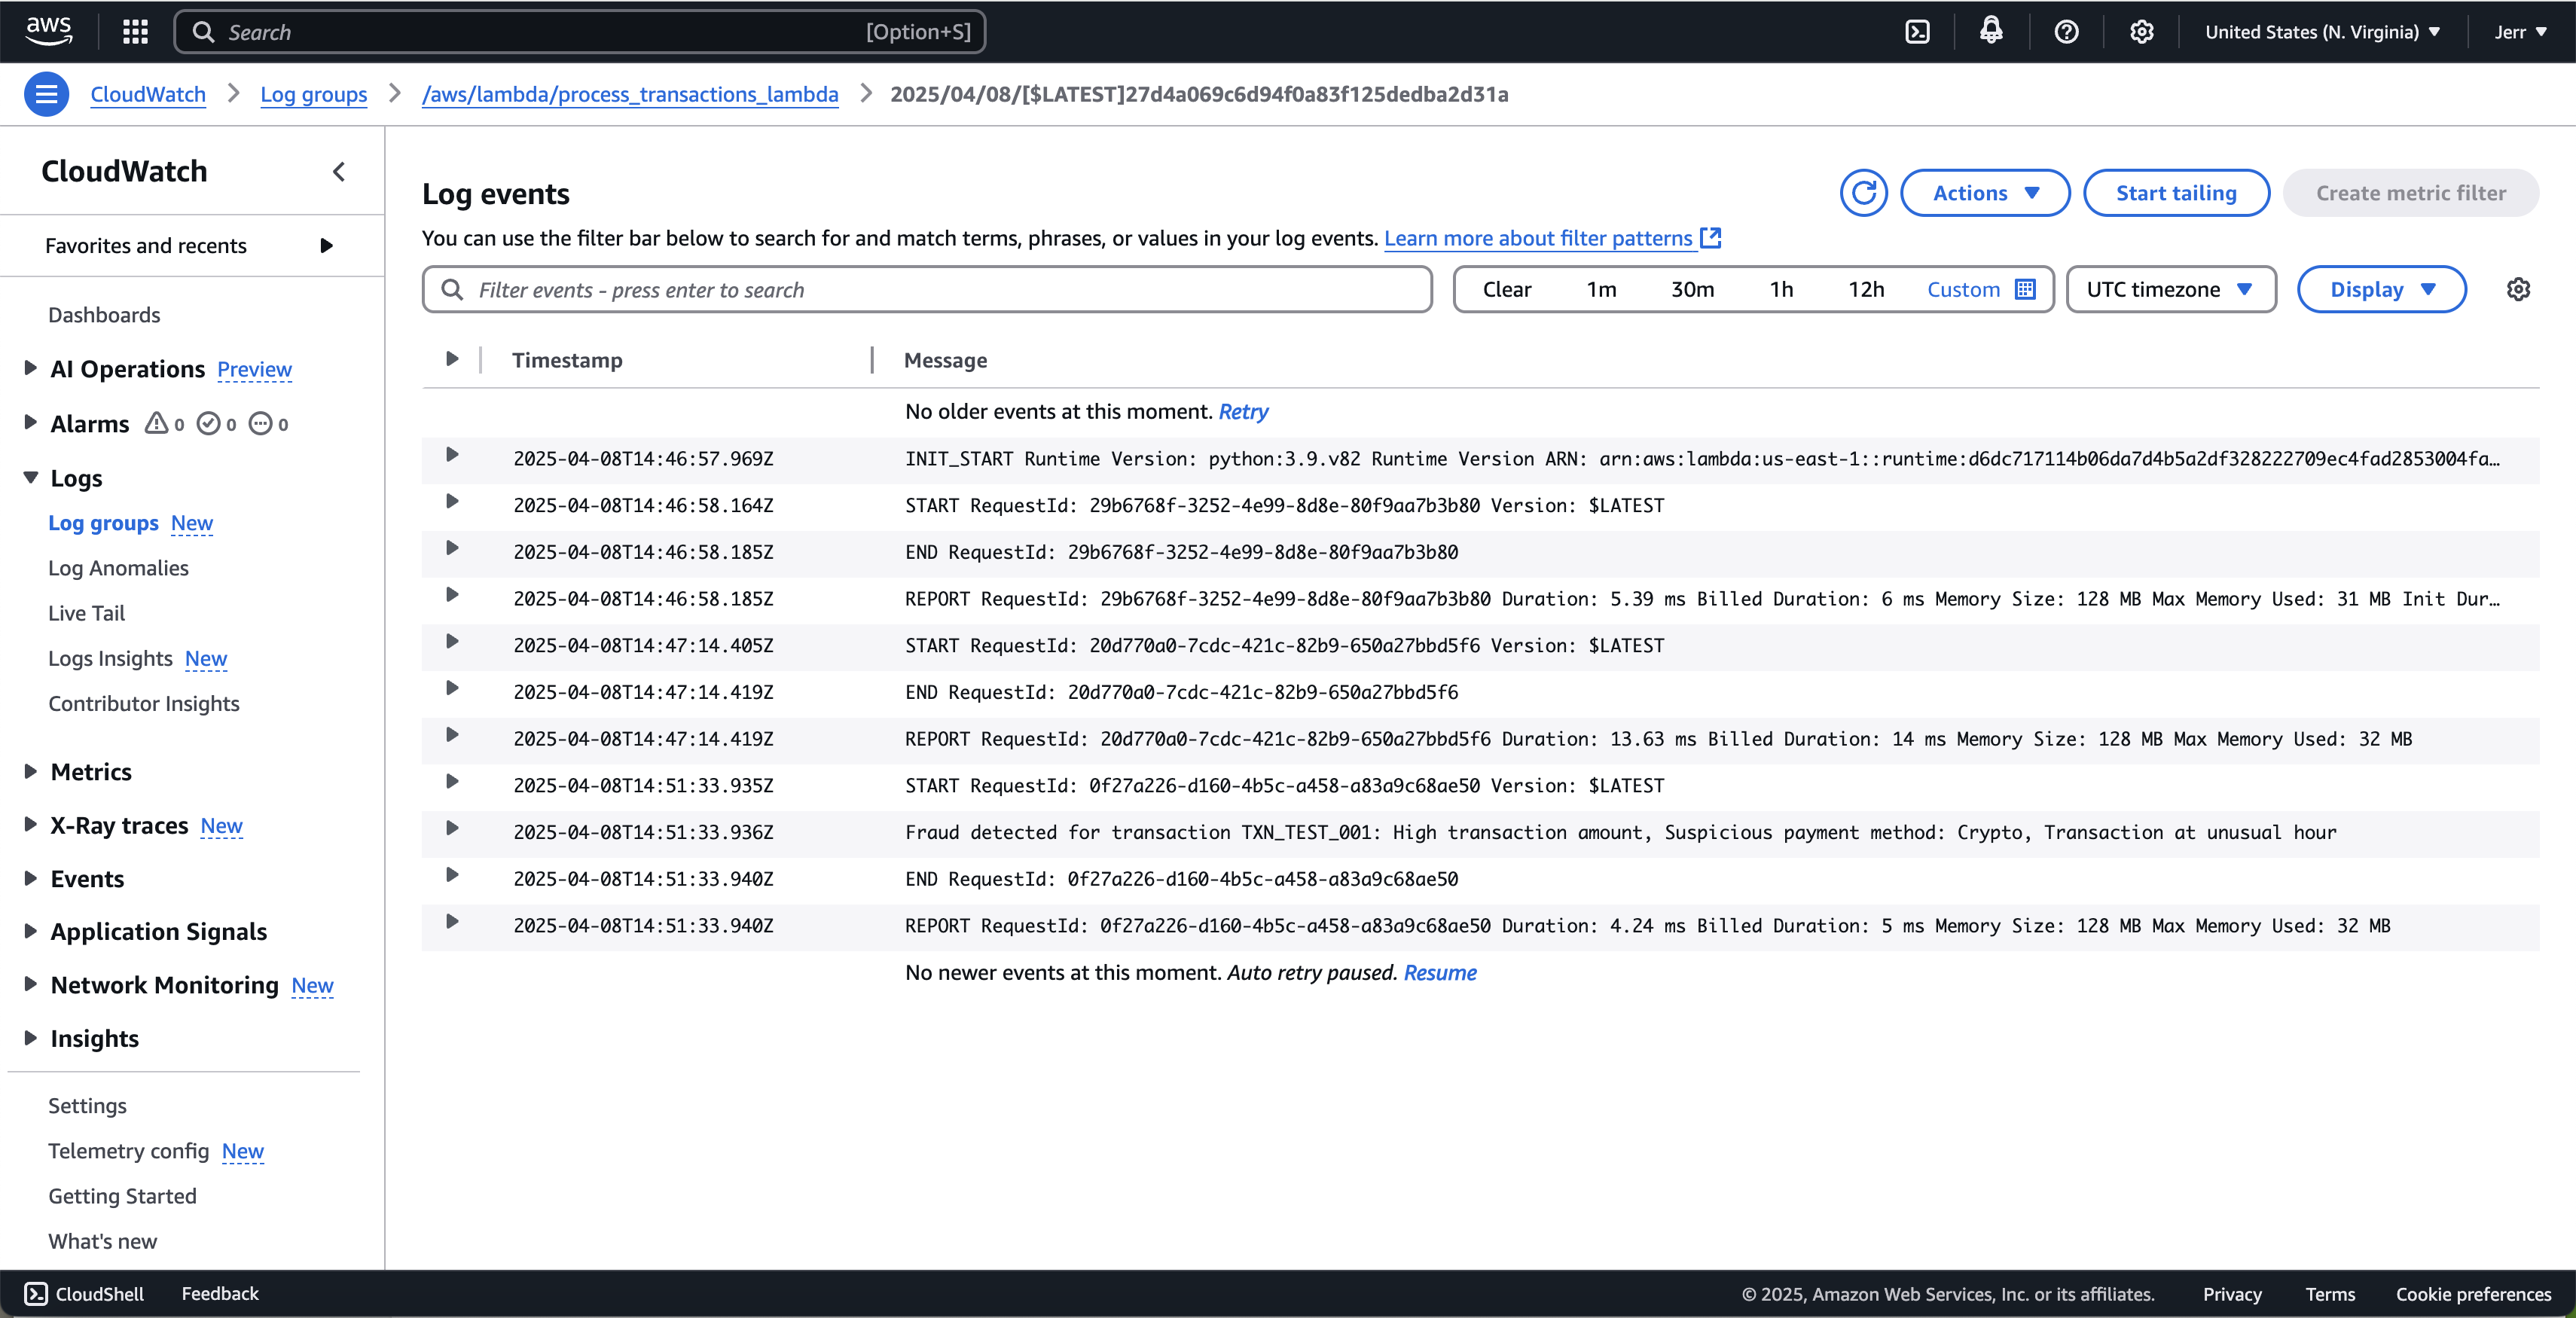 aws Search [Option+S] United States (N. Virginia) Jerr
CloudWatch Log groups /aws/lambda/process_transactions_lambda 2025/04/08/[$LATEST]27d4a069c6d94f0a83f125dedba2d31a
CloudWatch
Favorites and recents
Dashboards
AI Operations Preview
Alarms 0 0 0
Logs
Log groups New
Log Anomalies
Live Tail
Logs Insights New
Contributor Insights
Metrics
X-Ray traces New
Events
Application Signals
Network Monitoring New
Insights
Settings
Telemetry config New
Getting Started
What's new
Log events
Actions Start tailing Create metric filter
You can use the filter bar below to search for and match terms, phrases, or values in your log events. Learn more about filter patterns
Filter events - press enter to search Clear 1m 30m 1h 12h Custom UTC timezone Display
Timestamp Message
No older events at this moment. Retry
2025-04-08T14:46:57.969Z INIT_START Runtime Version: python:3.9.v82 Runtime Version ARN: arn:aws:lambda:us-east-1::runtime:d6dc717114b06da7d4b5a2df328222709ec4fad2853004fa…
2025-04-08T14:46:58.164Z START RequestId: 29b6768f-3252-4e99-8d8e-80f9aa7b3b80 Version: $LATEST
2025-04-08T14:46:58.185Z END RequestId: 29b6768f-3252-4e99-8d8e-80f9aa7b3b80
2025-04-08T14:46:58.185Z REPORT RequestId: 29b6768f-3252-4e99-8d8e-80f9aa7b3b80 Duration: 5.39 ms Billed Duration: 6 ms Memory Size: 128 MB Max Memory Used: 31 MB Init Dur…
2025-04-08T14:47:14.405Z START RequestId: 20d770a0-7cdc-421c-82b9-650a27bbd5f6 Version: $LATEST
2025-04-08T14:47:14.419Z END RequestId: 20d770a0-7cdc-421c-82b9-650a27bbd5f6
2025-04-08T14:47:14.419Z REPORT RequestId: 20d770a0-7cdc-421c-82b9-650a27bbd5f6 Duration: 13.63 ms Billed Duration: 14 ms Memory Size: 128 MB Max Memory Used: 32 MB
2025-04-08T14:51:33.935Z START RequestId: 0f27a226-d160-4b5c-a458-a83a9c68ae50 Version: $LATEST
2025-04-08T14:51:33.936Z Fraud detected for transaction TXN_TEST_001: High transaction amount, Suspicious payment method: Crypto, Transaction at unusual hour
2025-04-08T14:51:33.940Z END RequestId: 0f27a226-d160-4b5c-a458-a83a9c68ae50
2025-04-08T14:51:33.940Z REPORT RequestId: 0f27a226-d160-4b5c-a458-a83a9c68ae50 Duration: 4.24 ms Billed Duration: 5 ms Memory Size: 128 MB Max Memory Used: 32 MB
No newer events at this moment. Auto retry paused. Resume
CloudShell Feedback © 2025, Amazon Web Services, Inc. or its affiliates. Privacy Terms Cookie preferences